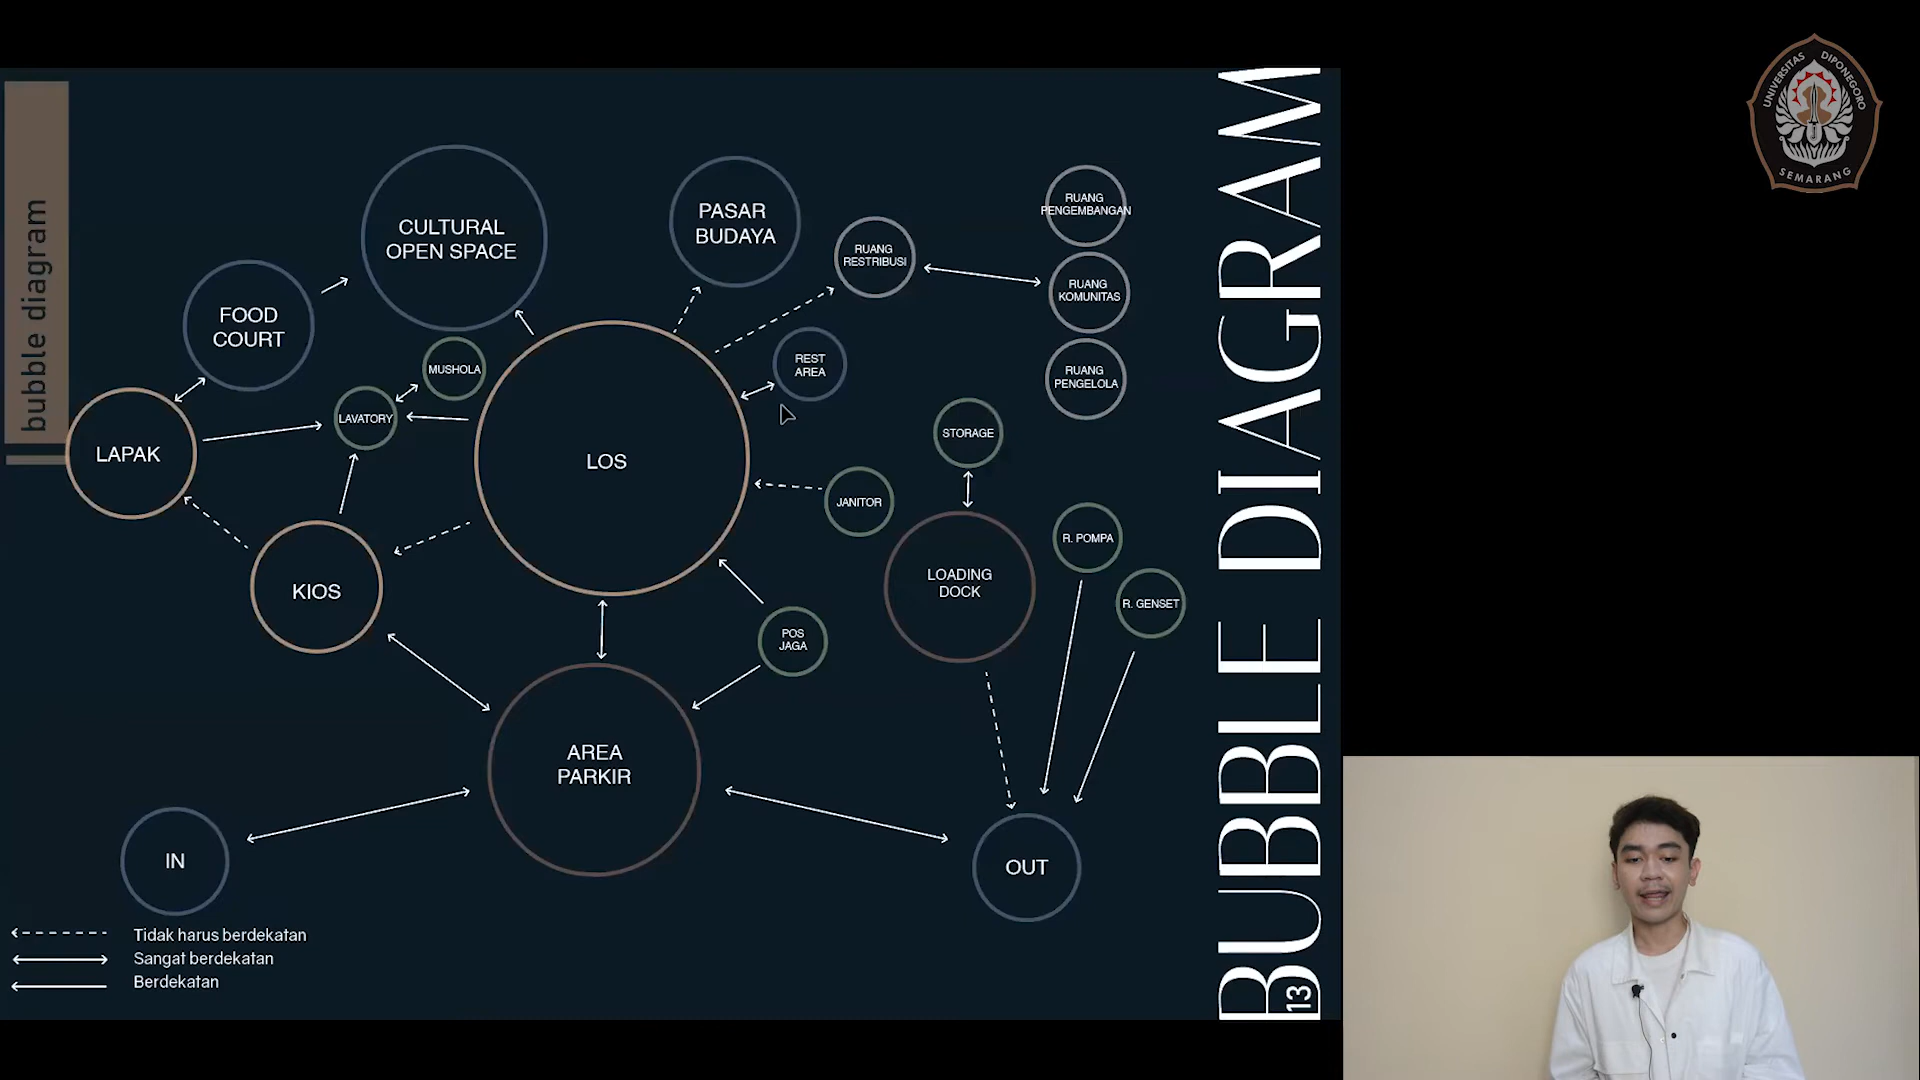 bubble diagram
CULTURAL
OPEN SPACE
PASAR
BUDAYA
RUANG
RESTRIBUSI
RUANG
PENGEMBANGAN
RUANG
KOMUNITAS
RUANG
PENGELOLA
FOOD
COURT
MUSHOLA
LAVATORY
REST
AREA
LAPAK
LOS
STORAGE
JANITOR
KIOS
LOADING
DOCK
R. POMPA
R. GENSET
POS
JAGA
AREA
PARKIR
IN
OUT
Tidak harus berdekatan
Sangat berdekatan
Berdekatan
BUBBLE DIAGRAM
13
UNIVERSITAS DIPONEGORO
SEMARANG